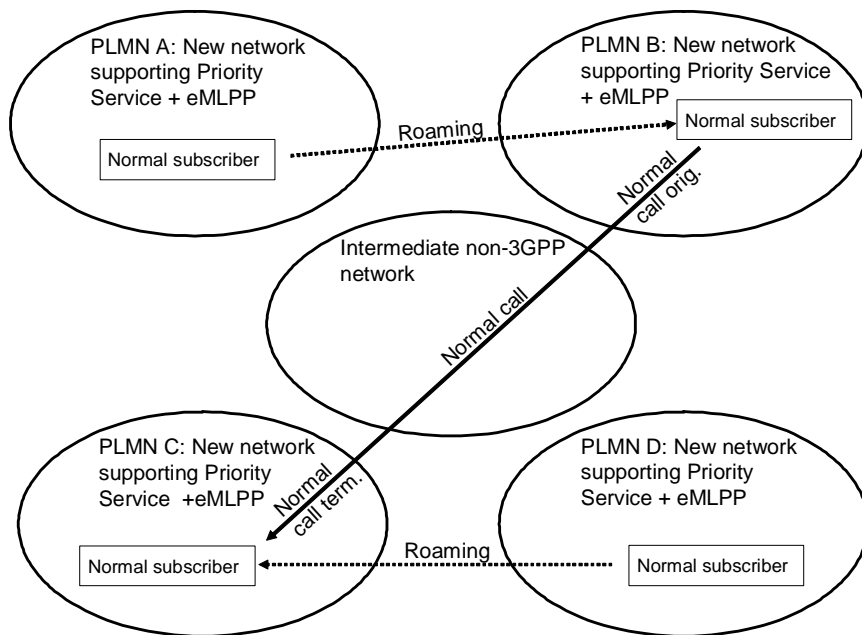 PLMN A: New network
supporting Priority
Service + eMLPP
Normal subscriber
Roaming
PLMN B: New network
supporting Priority Service
+ eMLPP
Normal subscriber
Normal
call orig.
Intermediate non-3GPP
network
Normal call
PLMN C: New network
supporting Priority
Service +eMLPP
Normal
call term.
Normal subscriber
Roaming
PLMN D: New network
supporting Priority
Service + eMLPP
Normal subscriber